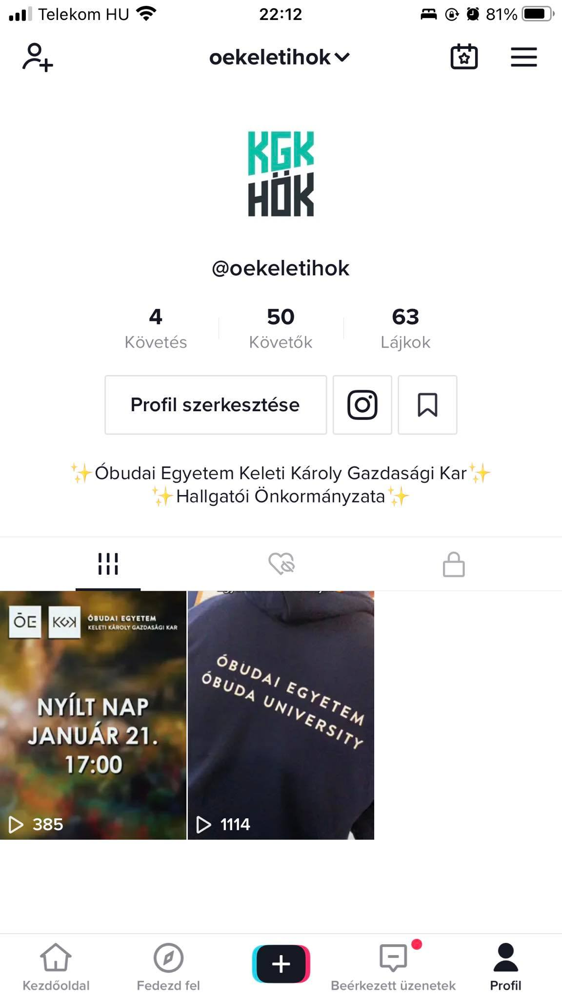 Telekom HU 22:12 81%
oekeletihok
KGK
HÖK
@oekeletihok
4 50 63
Követés Követők Lájkok
Profil szerkesztése
✨Óbudai Egyetem Keleti Károly Gazdasági Kar✨
✨Hallgatói Önkormányzata✨
ŌE KGK ÓBUDAI EGYETEM
KELETI KÁROLY GAZDASÁGI KAR
NYÍLT NAP
JANUÁR 21.
17:00
385
ÓBUDAI EGYETEM
ÓBUDA UNIVERSITY
1114
Kezdőoldal Fedezd fel Beérkezett üzenetek Profil